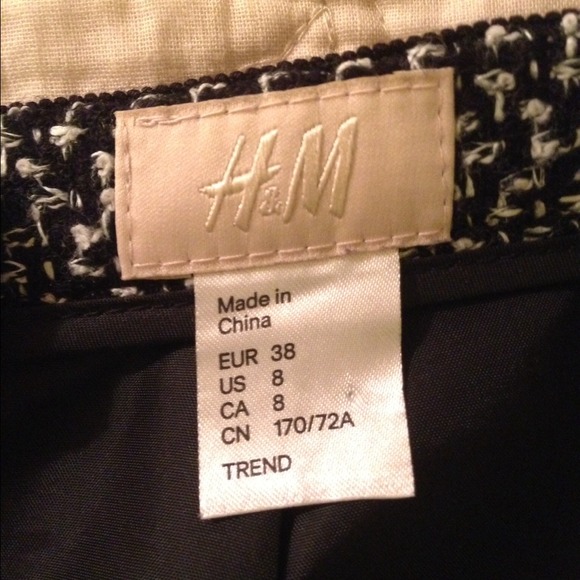 H&M
Made in
China
EUR 38
US 8
CA 8
CN 170/72A
TREND